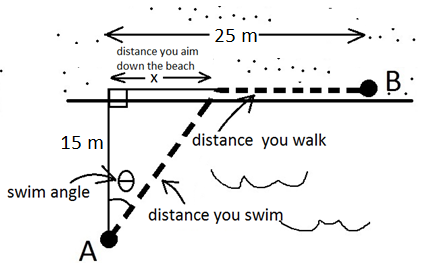 25 m
distance you aim
down the beach
x
B
15 m
distance you walk
swim angle
θ
distance you swim
A